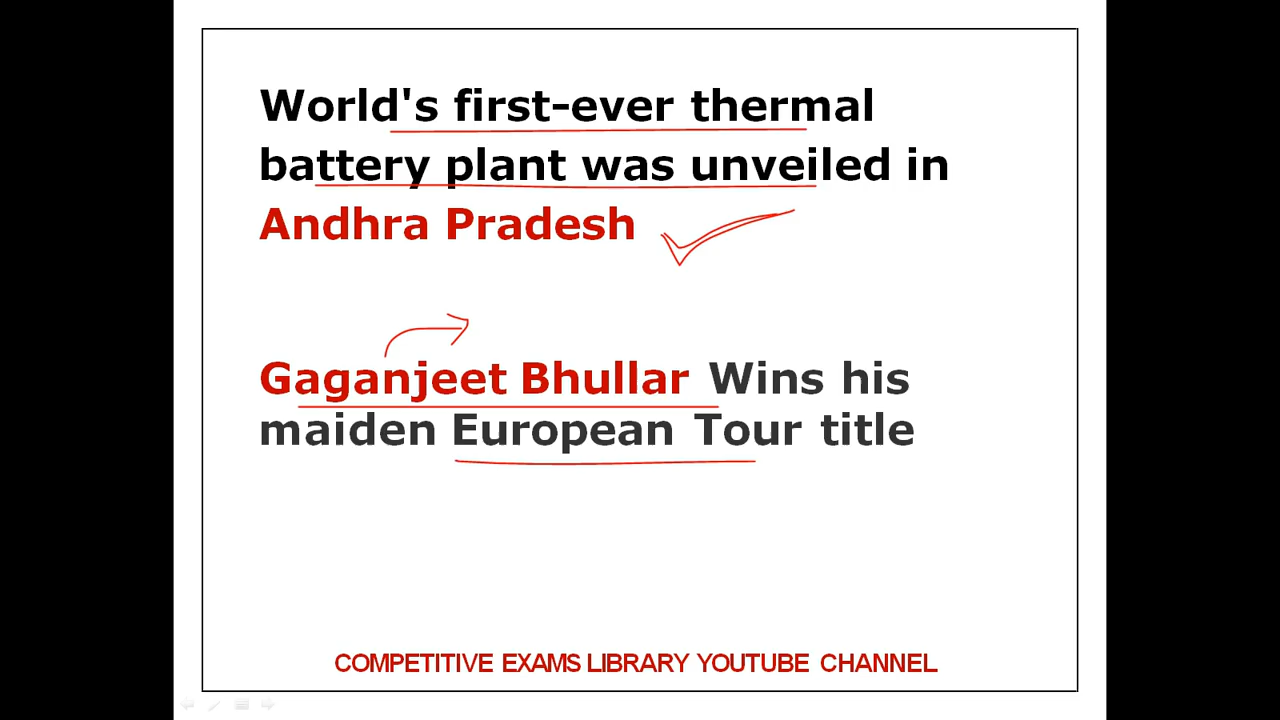 World's first-ever thermal
battery plant was unveiled in
Andhra Pradesh
Gaganjeet Bhullar Wins his
maiden European Tour title
COMPETITIVE EXAMS LIBRARY YOUTUBE CHANNEL